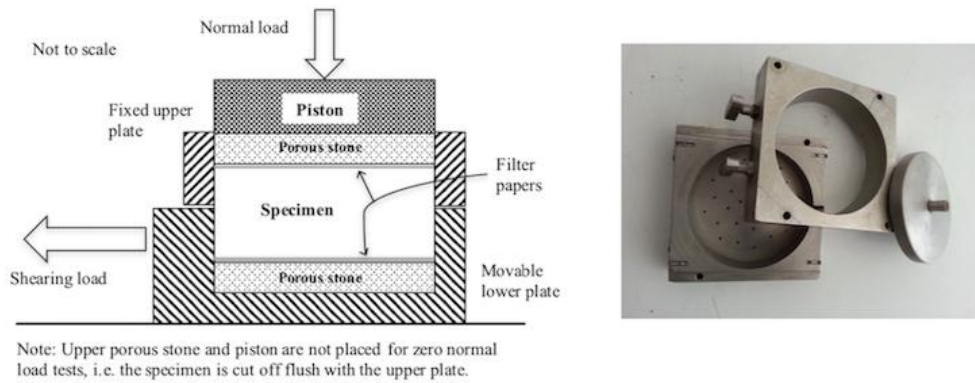 Not to scale
Normal load
Fixed upper
plate
Piston
Porous stone
Filter
papers
Specimen
Shearing load
Porous stone
Movable
lower plate
Note: Upper porous stone and piston are not placed for zero normal
load tests, i.e. the specimen is cut off flush with the upper plate.